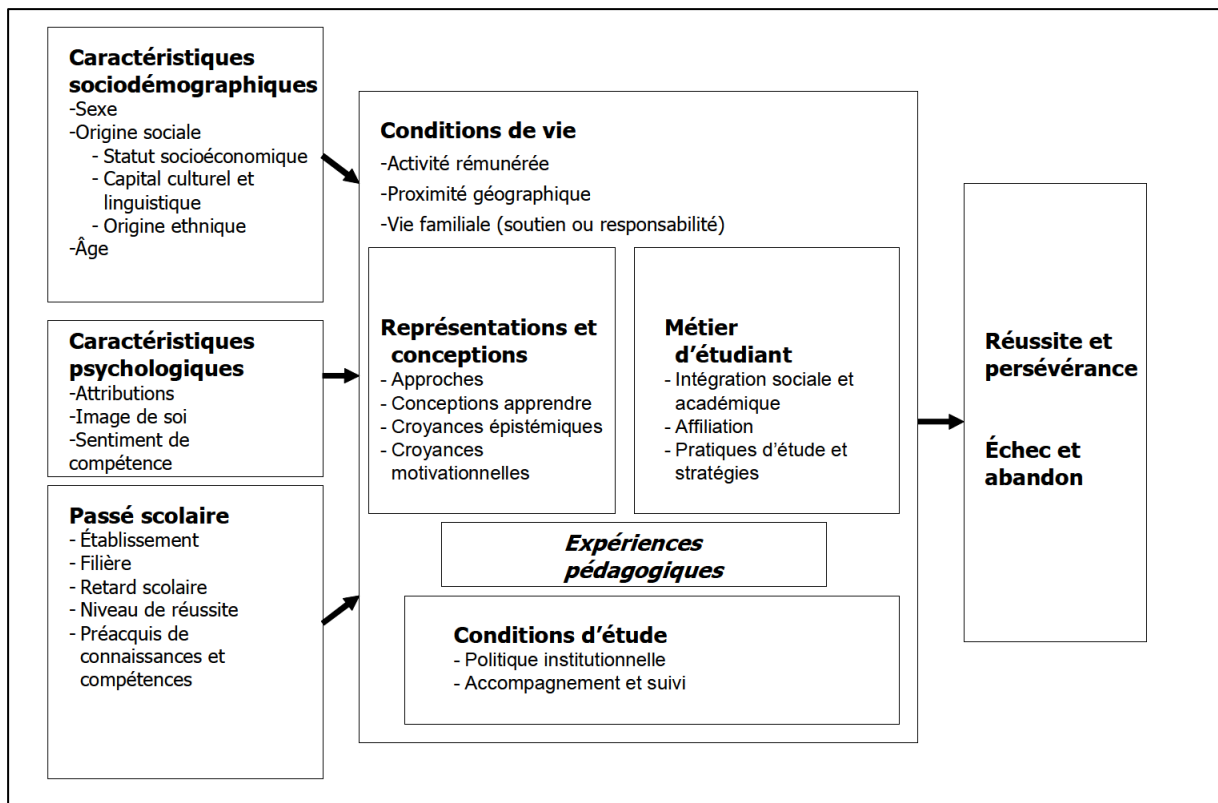 Caractéristiques
sociodémographiques
-Sexe
-Origine sociale
- Statut socioéconomique
- Capital culturel et
linguistique
- Origine ethnique
-Âge
Caractéristiques
psychologiques
-Attributions
-Image de soi
-Sentiment de
compétence
Passé scolaire
- Établissement
- Filière
- Retard scolaire
- Niveau de réussite
- Préacquis de
connaissances et
compétences
Conditions de vie
-Activité rémunérée
-Proximité géographique
-Vie familiale (soutien ou responsabilité)
Représentations et
conceptions
- Approches
- Conceptions apprendre
- Croyances épistémiques
- Croyances
motivationnelles
Métier
d’étudiant
- Intégration sociale et
académique
- Affiliation
- Pratiques d’étude et
stratégies
Expériences
pédagogiques
Conditions d’étude
- Politique institutionnelle
- Accompagnement et suivi
Réussite et
persévérance
Échec et
abandon